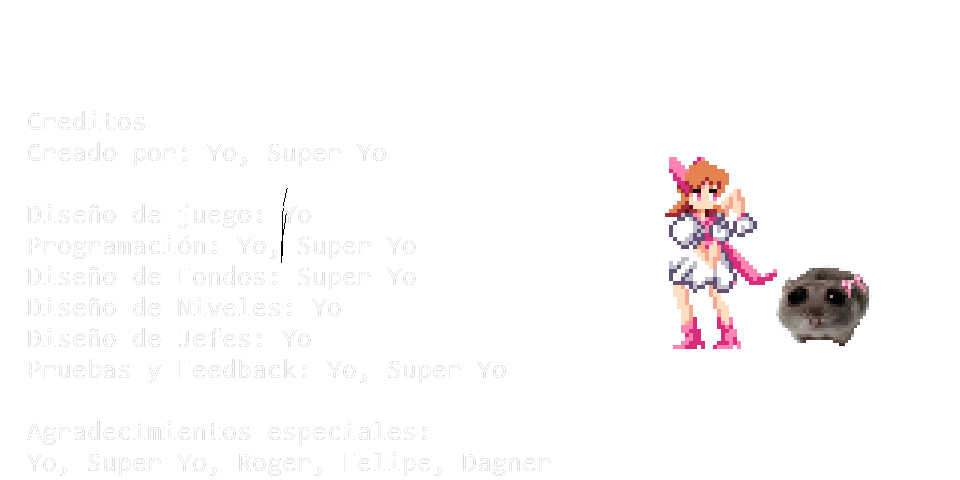 Creditos
Creado por: Yo, Super Yo
Diseño de juego: Yo
Programación: Yo, Super Yo
Diseño de Fondos: Super Yo
Diseño de Niveles: Yo
Diseño de Jefes: Yo
Pruebas y Feedback: Yo, Super Yo
Agradecimientos especiales:
Yo, Super Yo, Roger, Felipe, Dagner